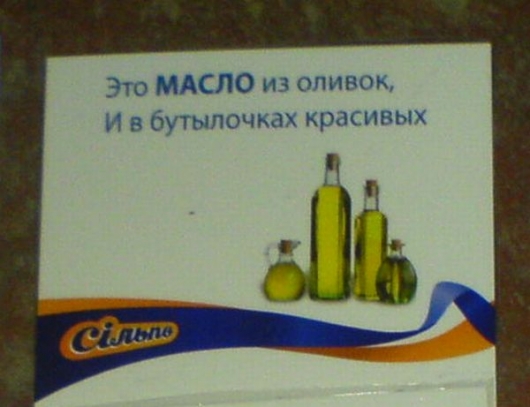 Это МАСЛО из оливок,
И в бутылочках красивых
Сільпо